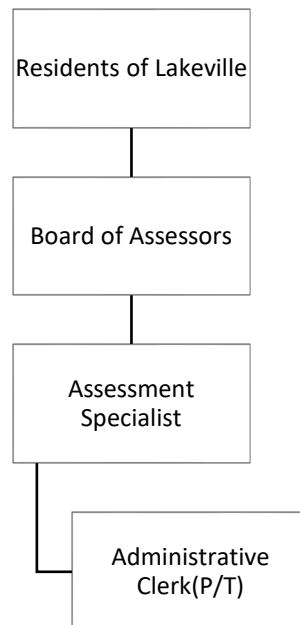 Residents of Lakeville
Board of Assessors
Assessment
Specialist
Administrative
Clerk(P/T)